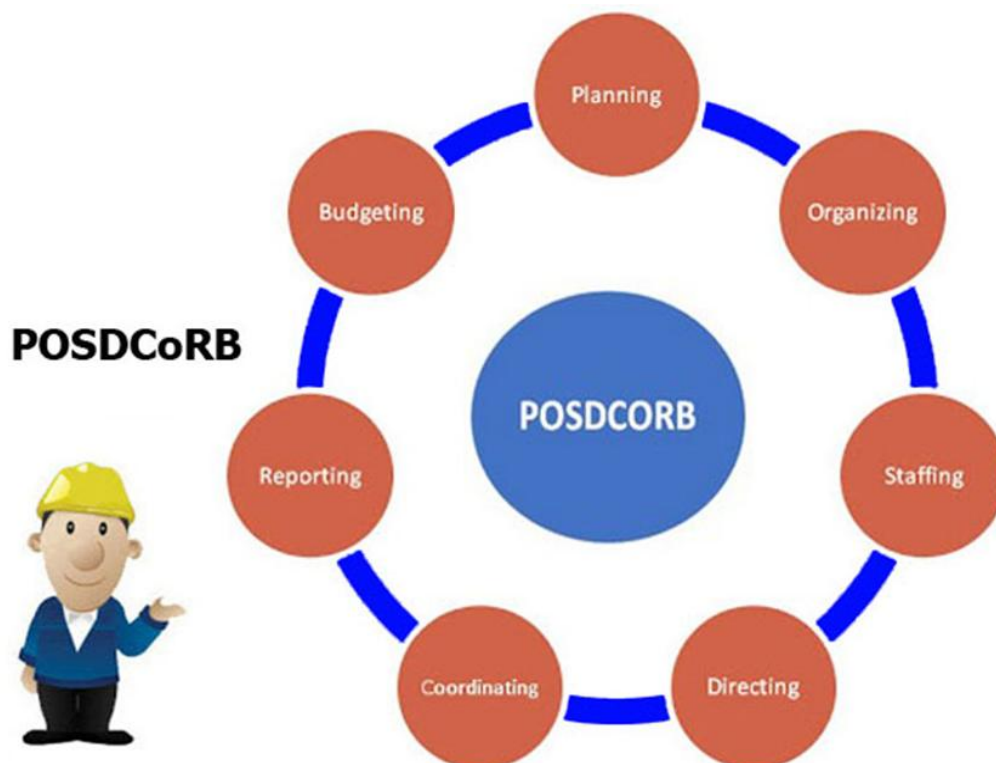 Planning
Organizing
Staffing
Directing
Coordinating
Reporting
Budgeting
POSDCORB
POSDCoRB